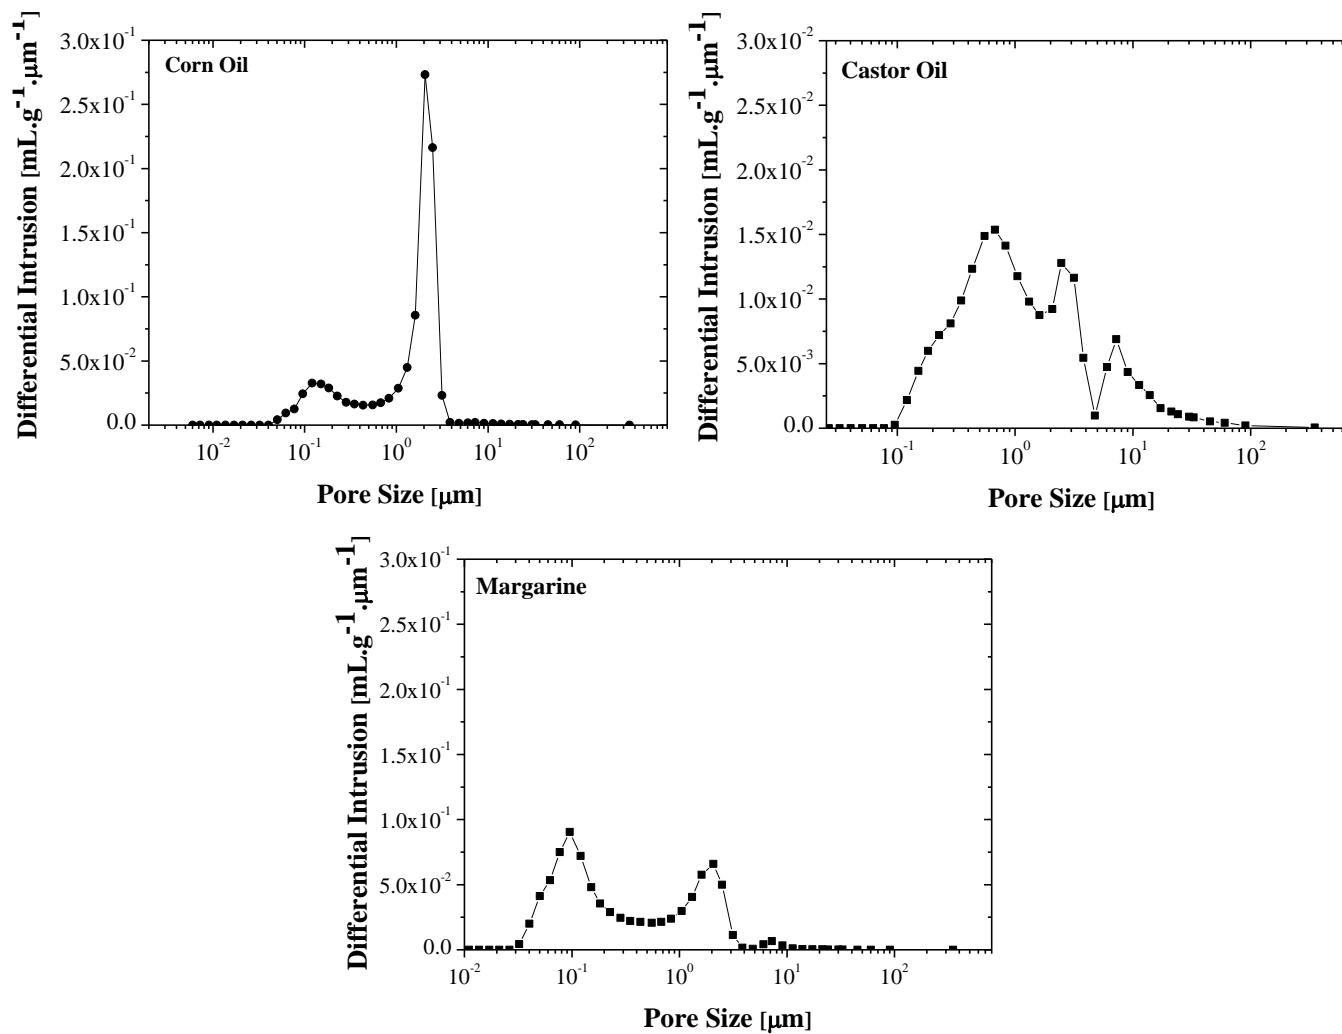 Corn Oil
Differential Intrusion [mL.g⁻¹.μm⁻¹]
3.0x10⁻¹
2.5x10⁻¹
2.0x10⁻¹
1.5x10⁻¹
1.0x10⁻¹
5.0x10⁻²
0.0
10⁻² 10⁻¹ 10⁰ 10¹ 10²
Pore Size [μm]
Castor Oil
Differential Intrusion [mL.g⁻¹.μm⁻¹]
3.0x10⁻²
2.5x10⁻²
2.0x10⁻²
1.5x10⁻²
1.0x10⁻²
5.0x10⁻³
0.0
10⁻¹ 10⁰ 10¹ 10²
Pore Size [μm]
Margarine
Differential Intrusion [mL.g⁻¹.μm⁻¹]
3.0x10⁻¹
2.5x10⁻¹
2.0x10⁻¹
1.5x10⁻¹
1.0x10⁻¹
5.0x10⁻²
0.0
10⁻² 10⁻¹ 10⁰ 10¹ 10²
Pore Size [μm]